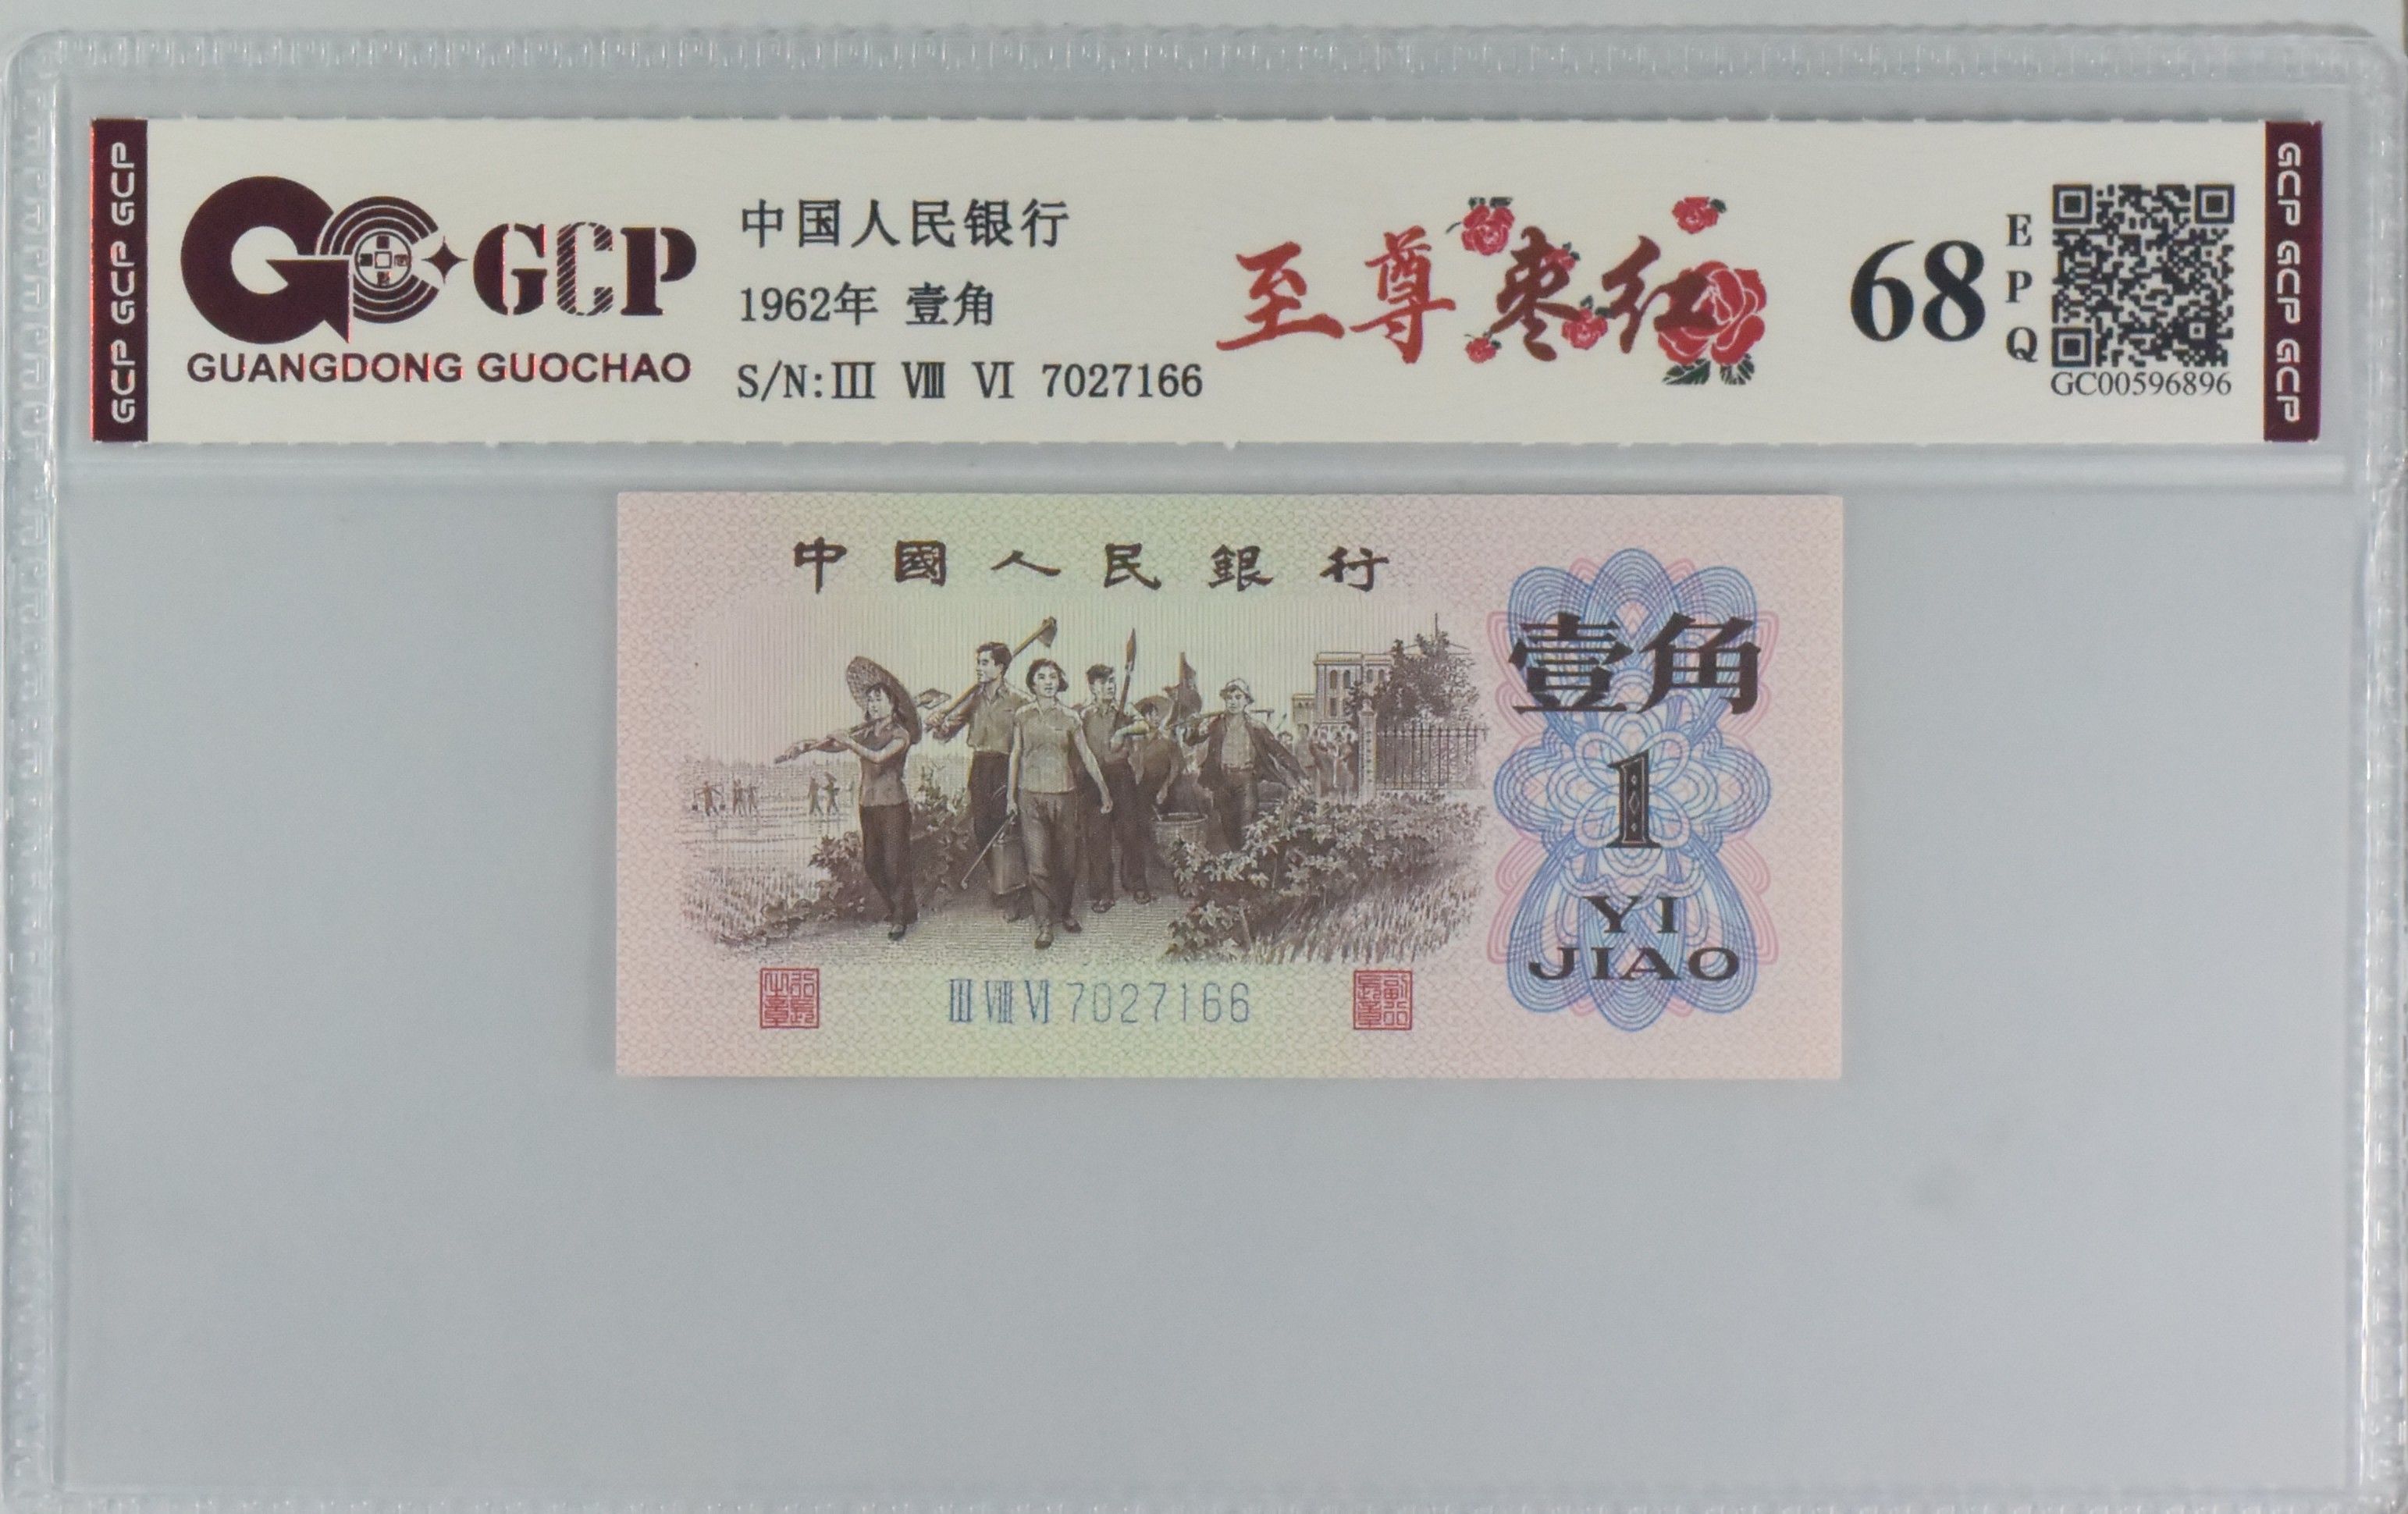 GCP GCP GCP
GCP
GUANGDONG GUOCHAO
中国人民银行
1962年 壹角
S/N:Ⅲ Ⅷ Ⅵ 7027166
至尊枣红
68
EPQ
GC00596896
GCP GCP GCP
中國人民銀行
壹角
1
YI
JIAO
Ⅲ Ⅷ Ⅵ 7027166